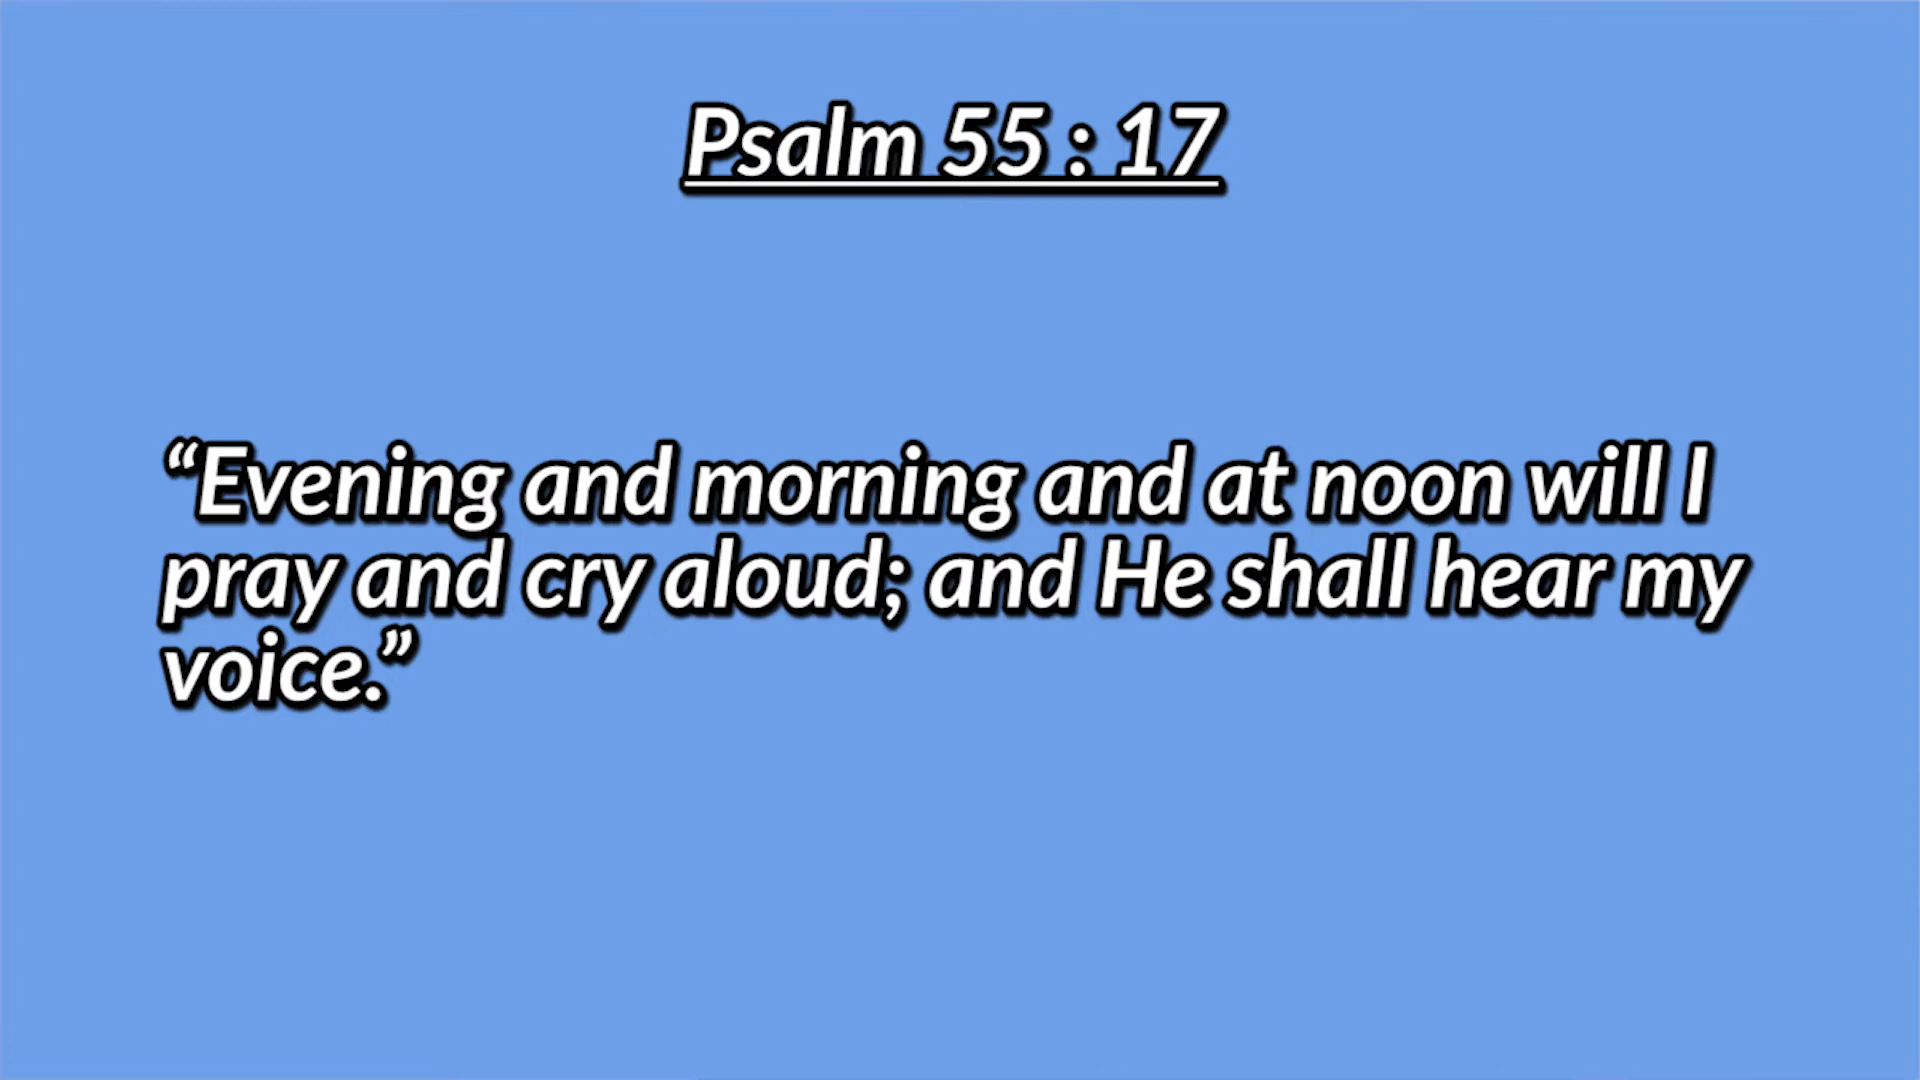 Psalm 55 : 17
“Evening and morning and at noon will I
pray and cry aloud; and He shall hear my
voice.”